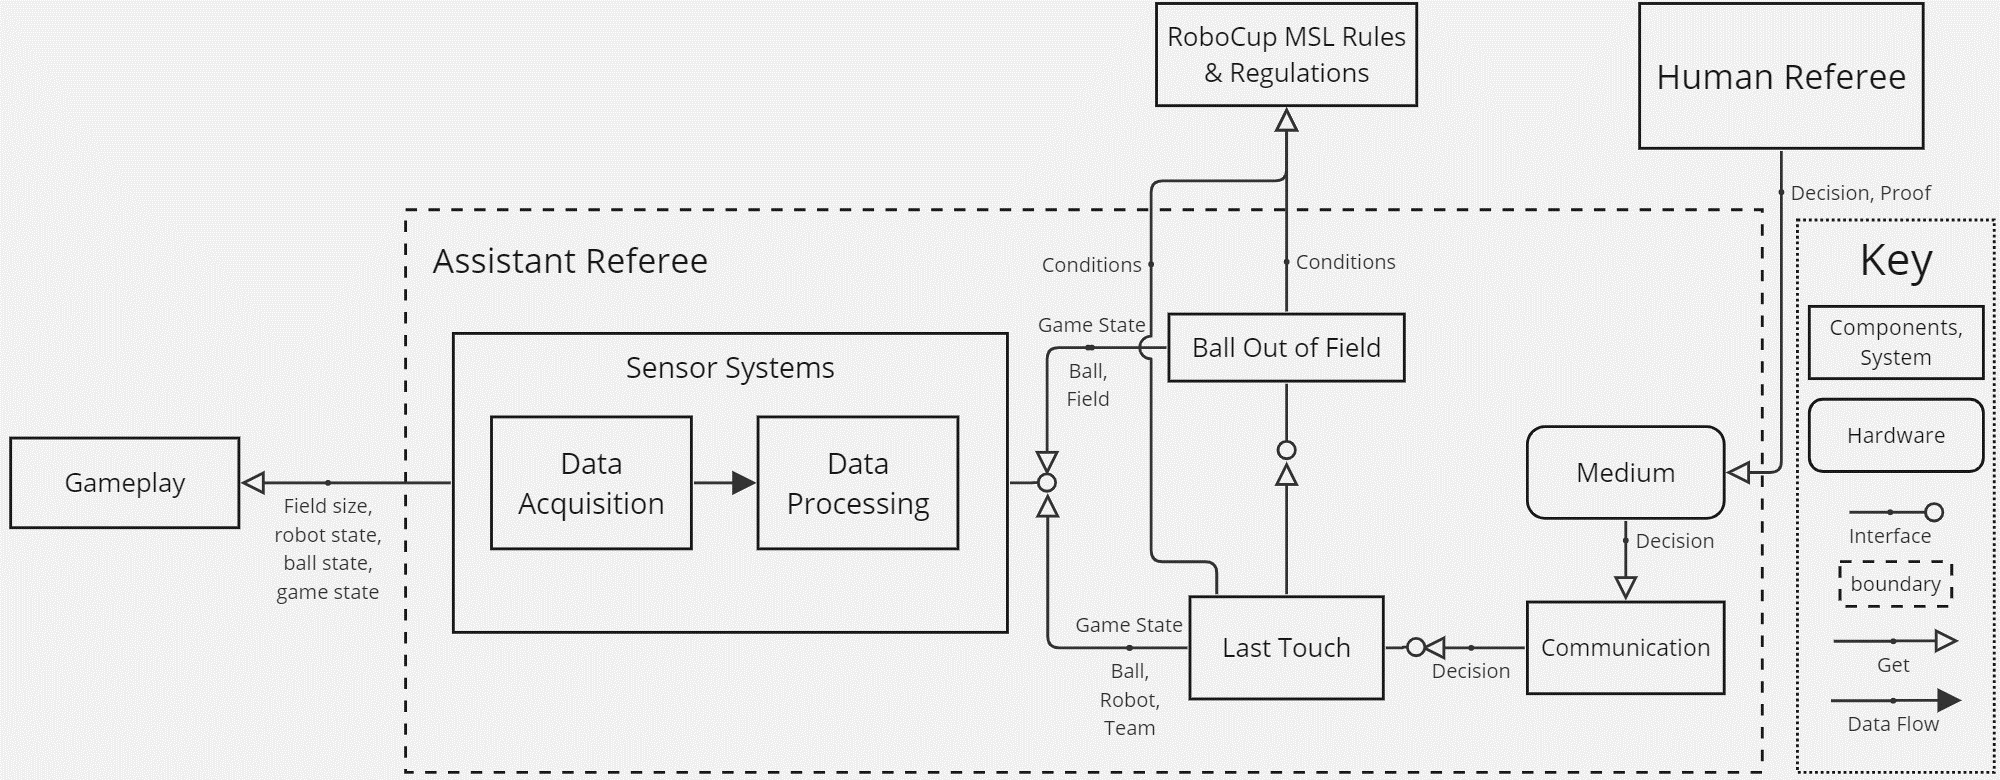 RoboCup MSL Rules
& Regulations
Human Referee
Decision, Proof
Assistant Referee
Conditions
Conditions
Key
Components,
System
Hardware
Interface
boundary
Get
Data Flow
Game State
Ball,
Field
Ball Out of Field
Sensor Systems
Data
Acquisition
Data
Processing
Gameplay
Field size,
robot state,
ball state,
game state
Medium
Decision
Game State
Ball,
Robot,
Team
Last Touch
Decision
Communication